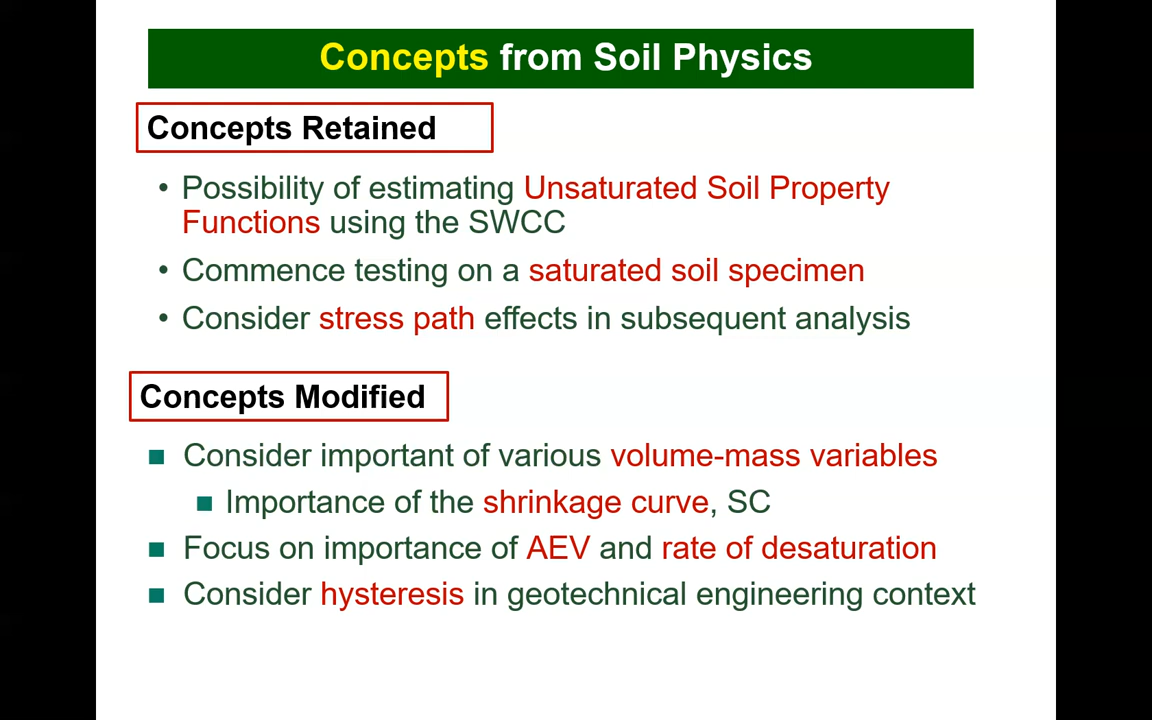 Concepts from Soil Physics
Concepts Retained
• Possibility of estimating Unsaturated Soil Property
Functions using the SWCC
• Commence testing on a saturated soil specimen
• Consider stress path effects in subsequent analysis
Concepts Modified
■ Consider important of various volume-mass variables
■ Importance of the shrinkage curve, SC
■ Focus on importance of AEV and rate of desaturation
■ Consider hysteresis in geotechnical engineering context